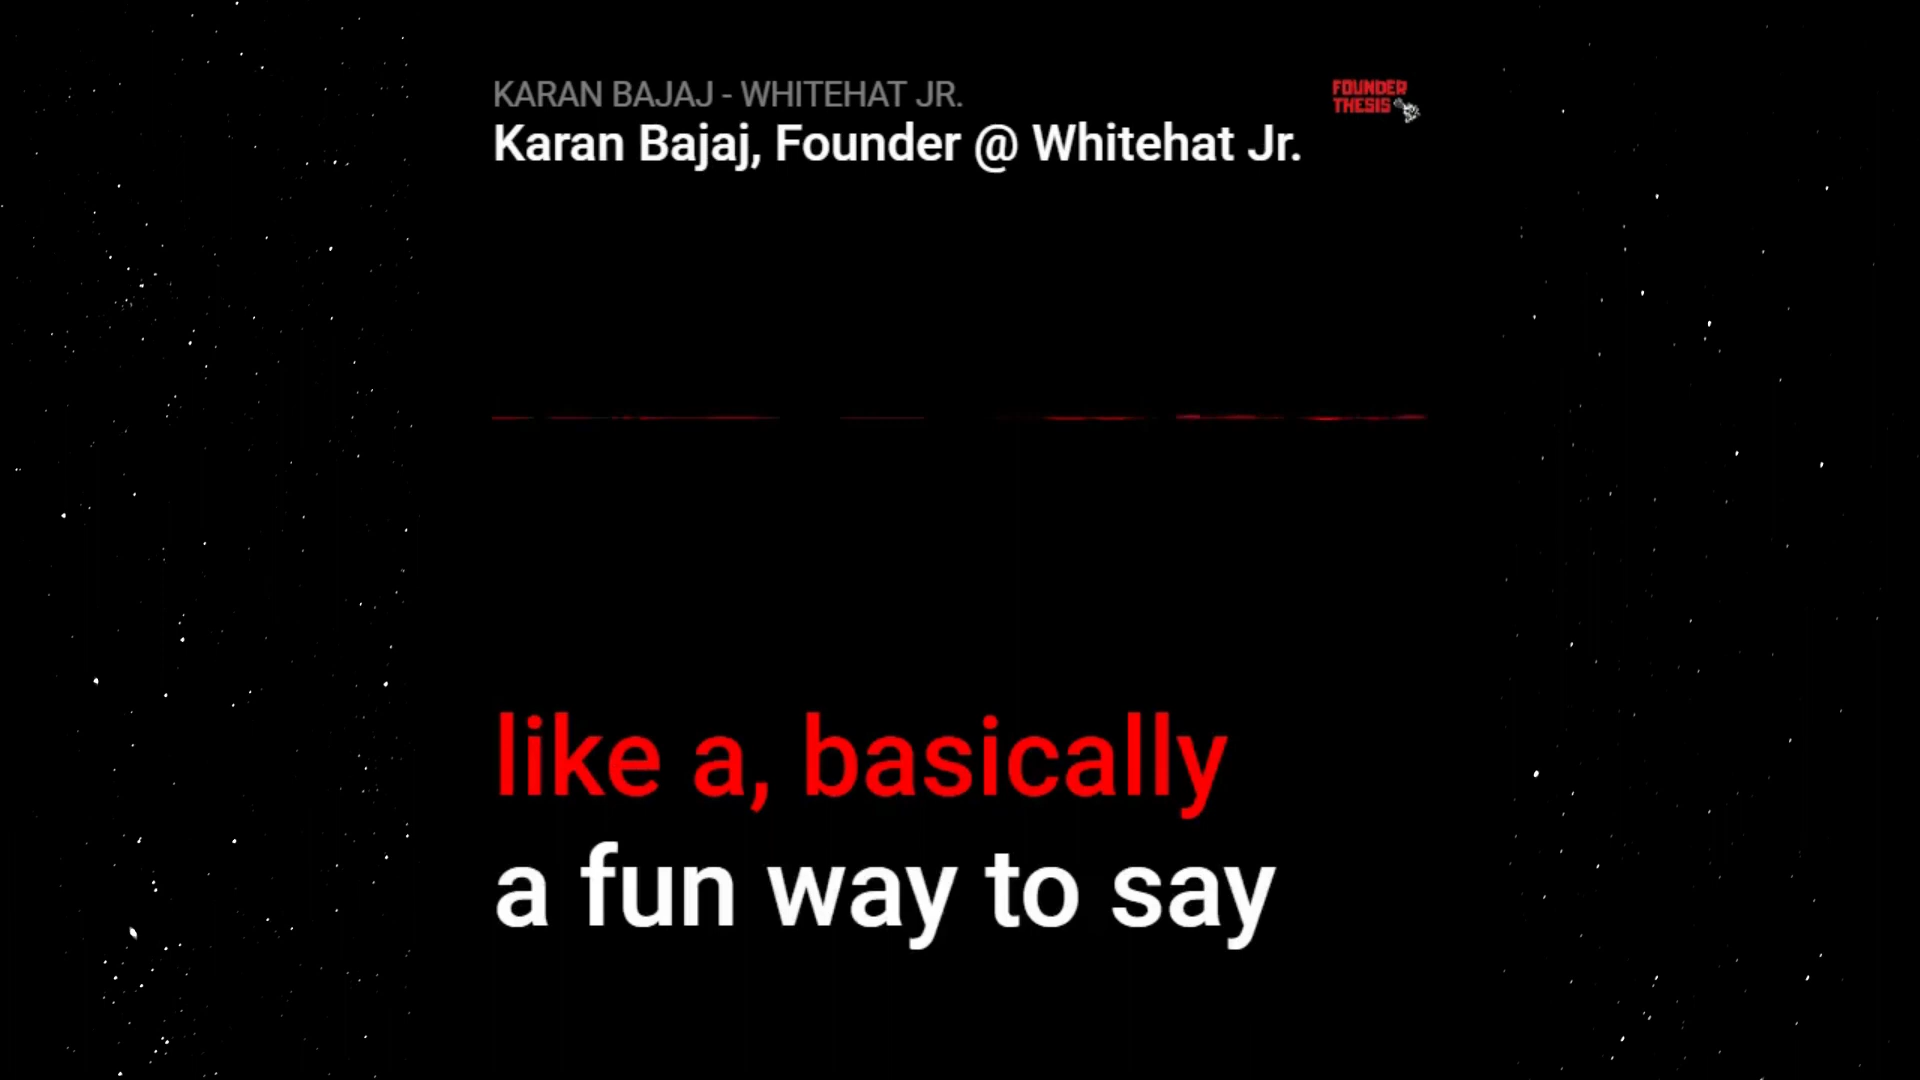 KARAN BAJAJ - WHITEHAT JR.
Karan Bajaj, Founder @ Whitehat Jr.
FOUNDER
THESIS
like a, basically
a fun way to say